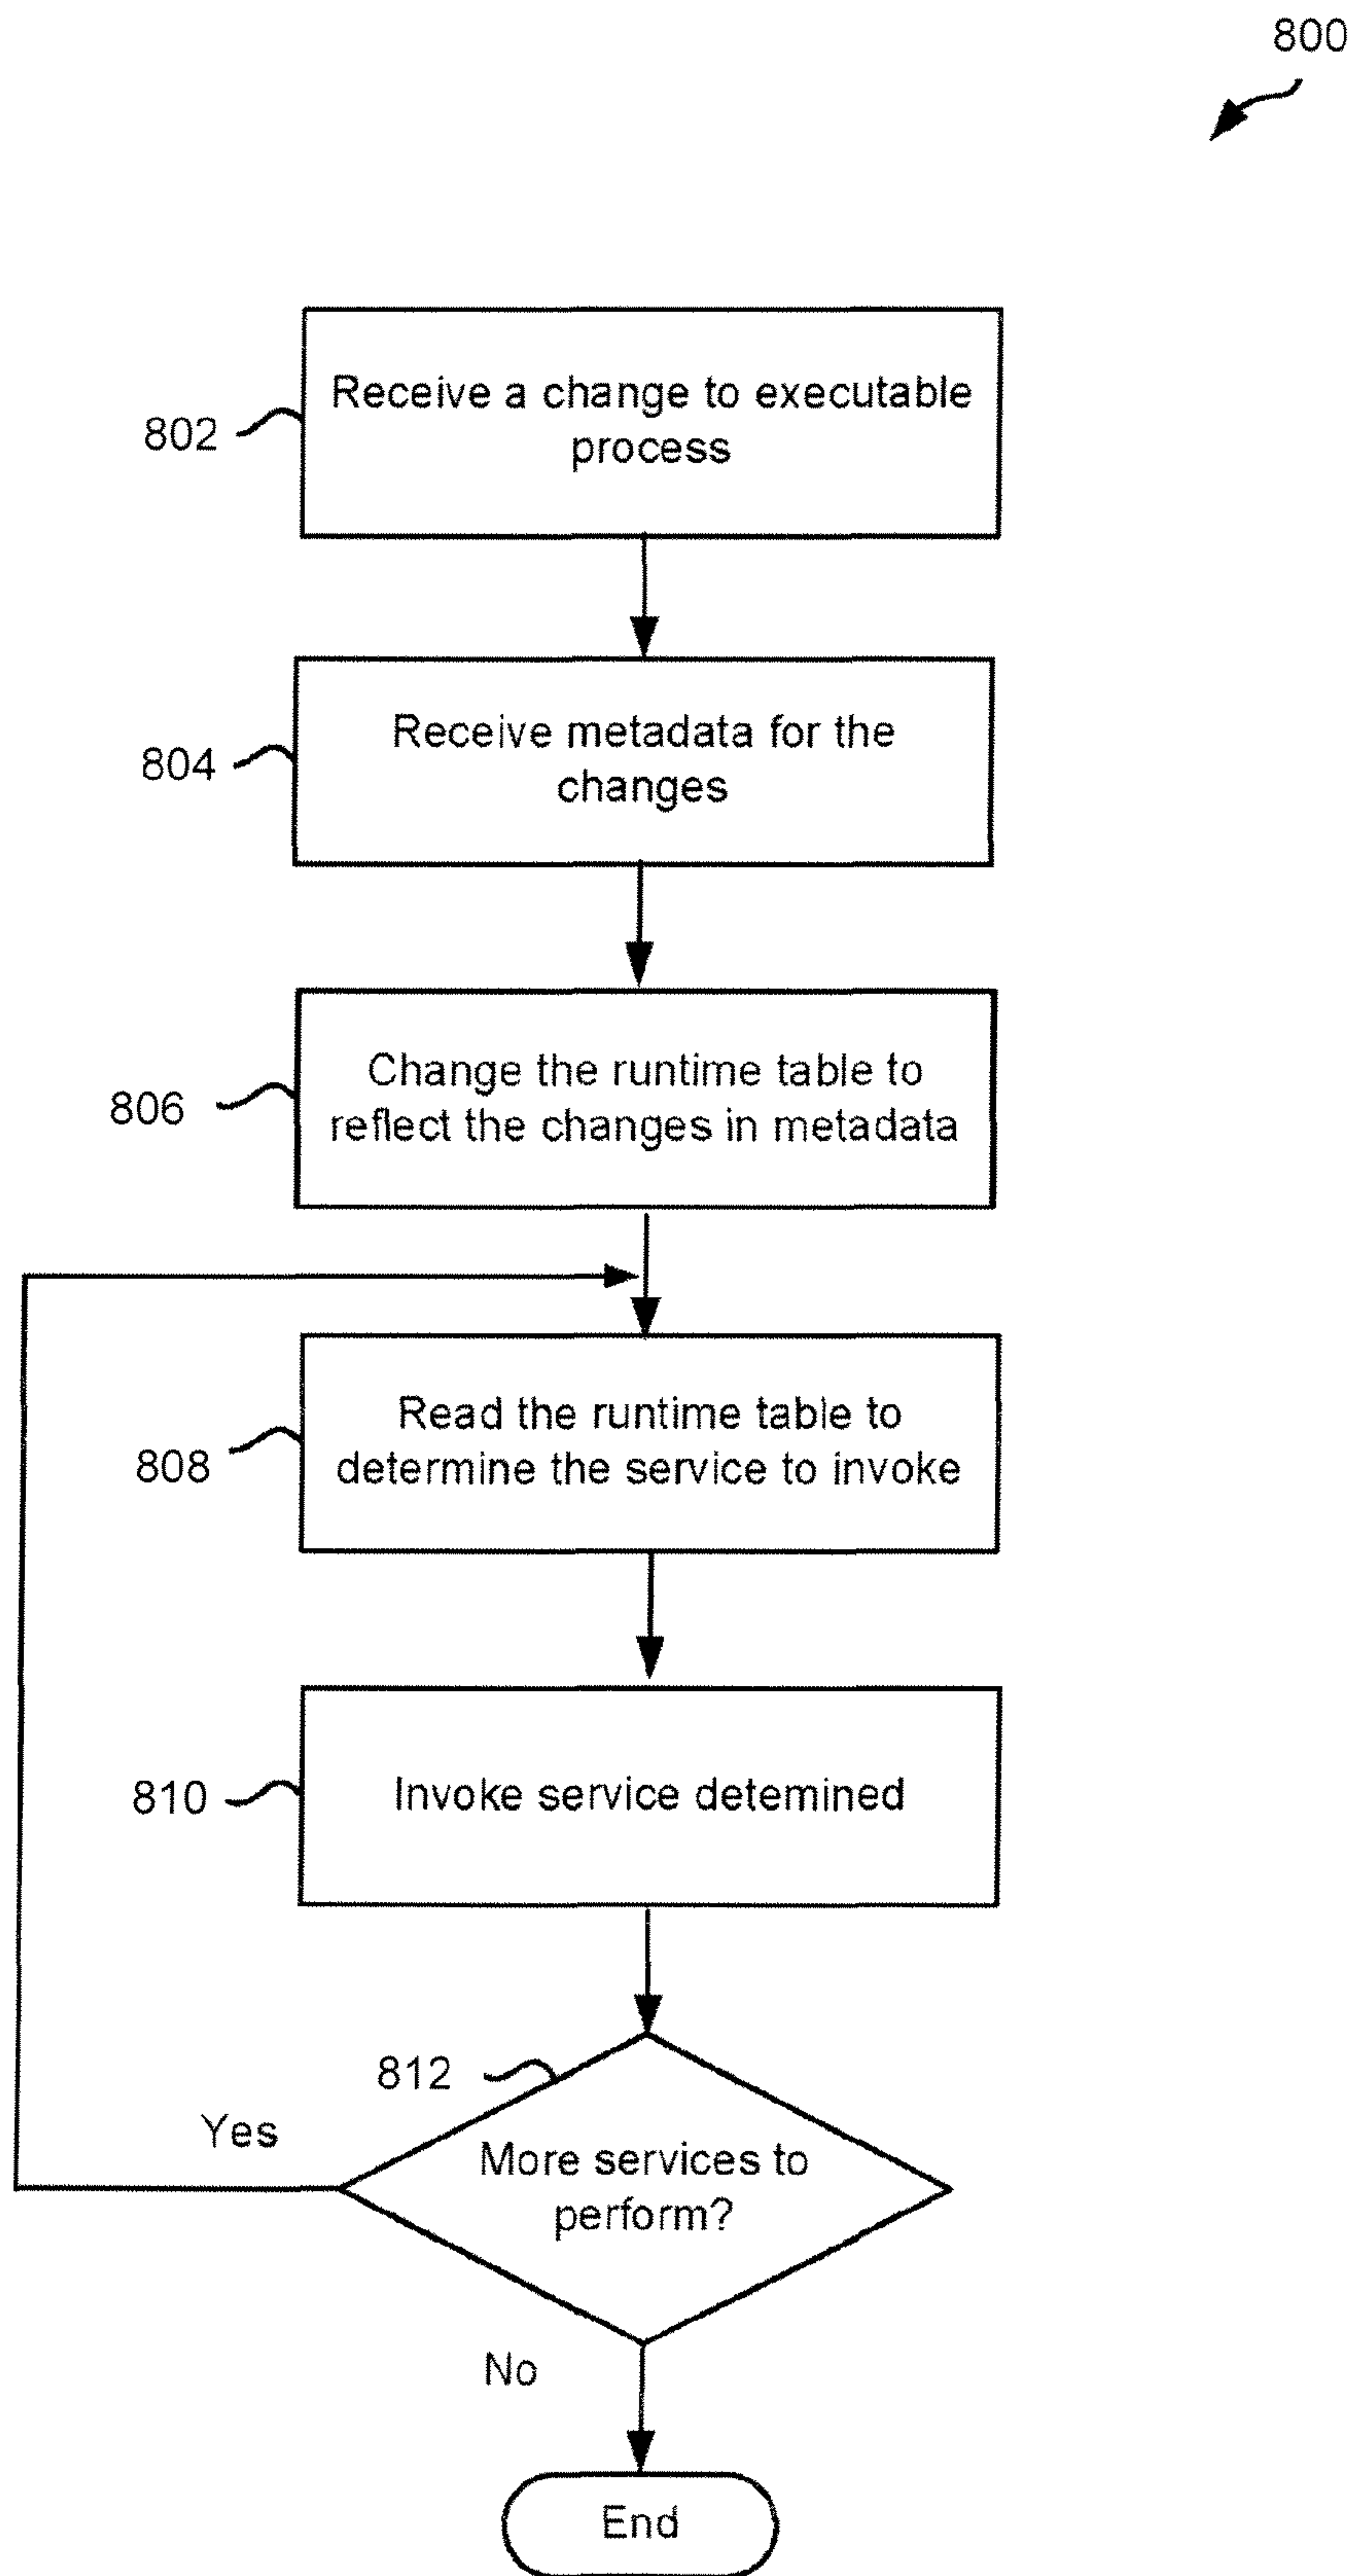 800
Receive a change to executable
process
802
Receive metadata for the
changes
804
Change the runtime table to
reflect the changes in metadata
806
Read the runtime table to
determine the service to invoke
808
Invoke service detemined
810
812
Yes
More services to
perform?
No
End